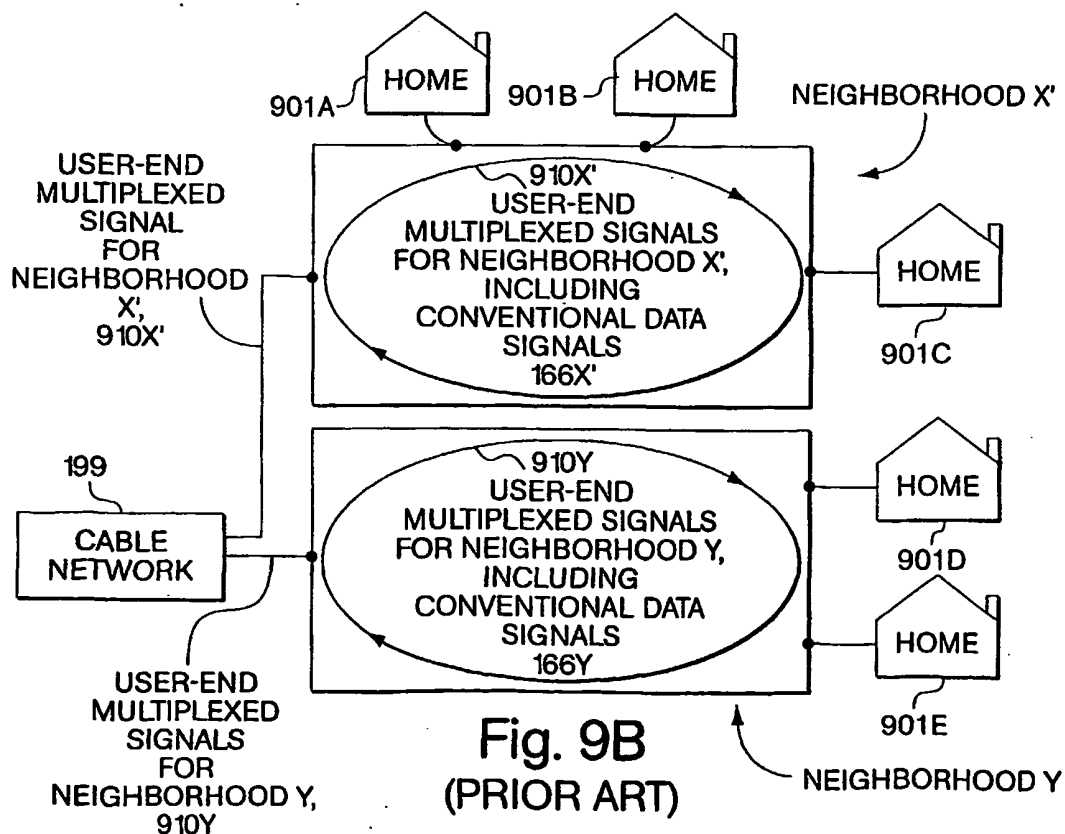 HOME
HOME
901A
901B
NEIGHBORHOOD X'
USER-END
MULTIPLEXED
SIGNAL
FOR
NEIGHBORHOOD
X',
910X'
910X'
USER-END
MULTIPLEXED SIGNALS
FOR NEIGHBORHOOD X',
INCLUDING
CONVENTIONAL DATA
SIGNALS
166X'
HOME
901C
199
CABLE
NETWORK
910Y
USER-END
MULTIPLEXED SIGNALS
FOR NEIGHBORHOOD Y,
INCLUDING
CONVENTIONAL DATA
SIGNALS
166Y
HOME
901D
HOME
901E
USER-END
MULTIPLEXED
SIGNALS
FOR
NEIGHBORHOOD Y,
910Y
NEIGHBORHOOD Y
Fig. 9B
(PRIOR ART)